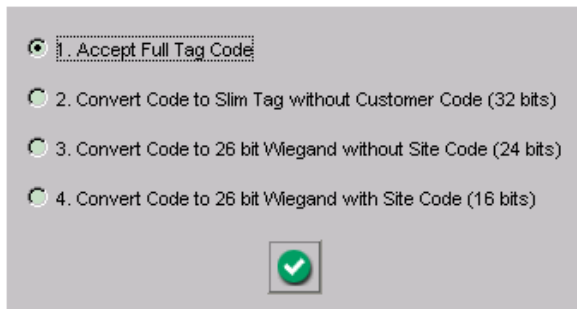 1. Accept Full Tag Code
2. Convert Code to Slim Tag without Customer Code (32 bits)
3. Convert Code to 26 bit Wiegand without Site Code (24 bits)
4. Convert Code to 26 bit Wiegand with Site Code (16 bits)